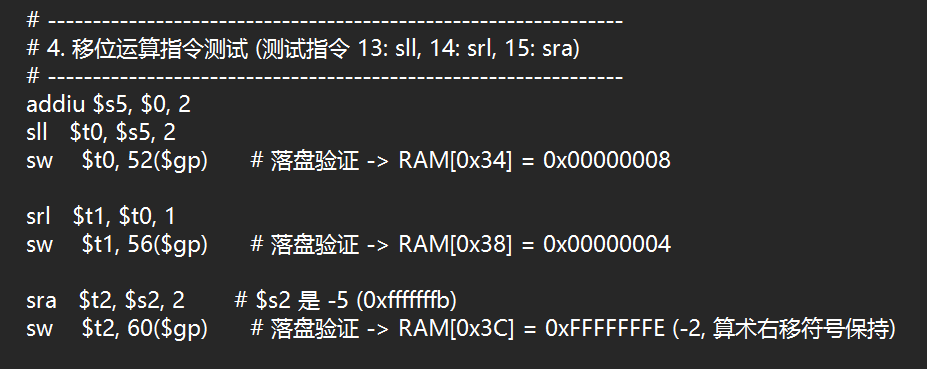 # -------------------------------------------------------------
# 4. 移位运算指令测试 (测试指令 13: sll, 14: srl, 15: sra)
# -------------------------------------------------------------
addiu $s5, $0, 2
sll $t0, $s5, 2
sw $t0, 52($gp) # 落盘验证 -> RAM[0x34] = 0x00000008
srl $t1, $t0, 1
sw $t1, 56($gp) # 落盘验证 -> RAM[0x38] = 0x00000004
sra $t2, $s2, 2 # $s2 是 -5 (0xfffffffb)
sw $t2, 60($gp) # 落盘验证 -> RAM[0x3C] = 0xFFFFFFFE (-2, 算术右移符号保持)